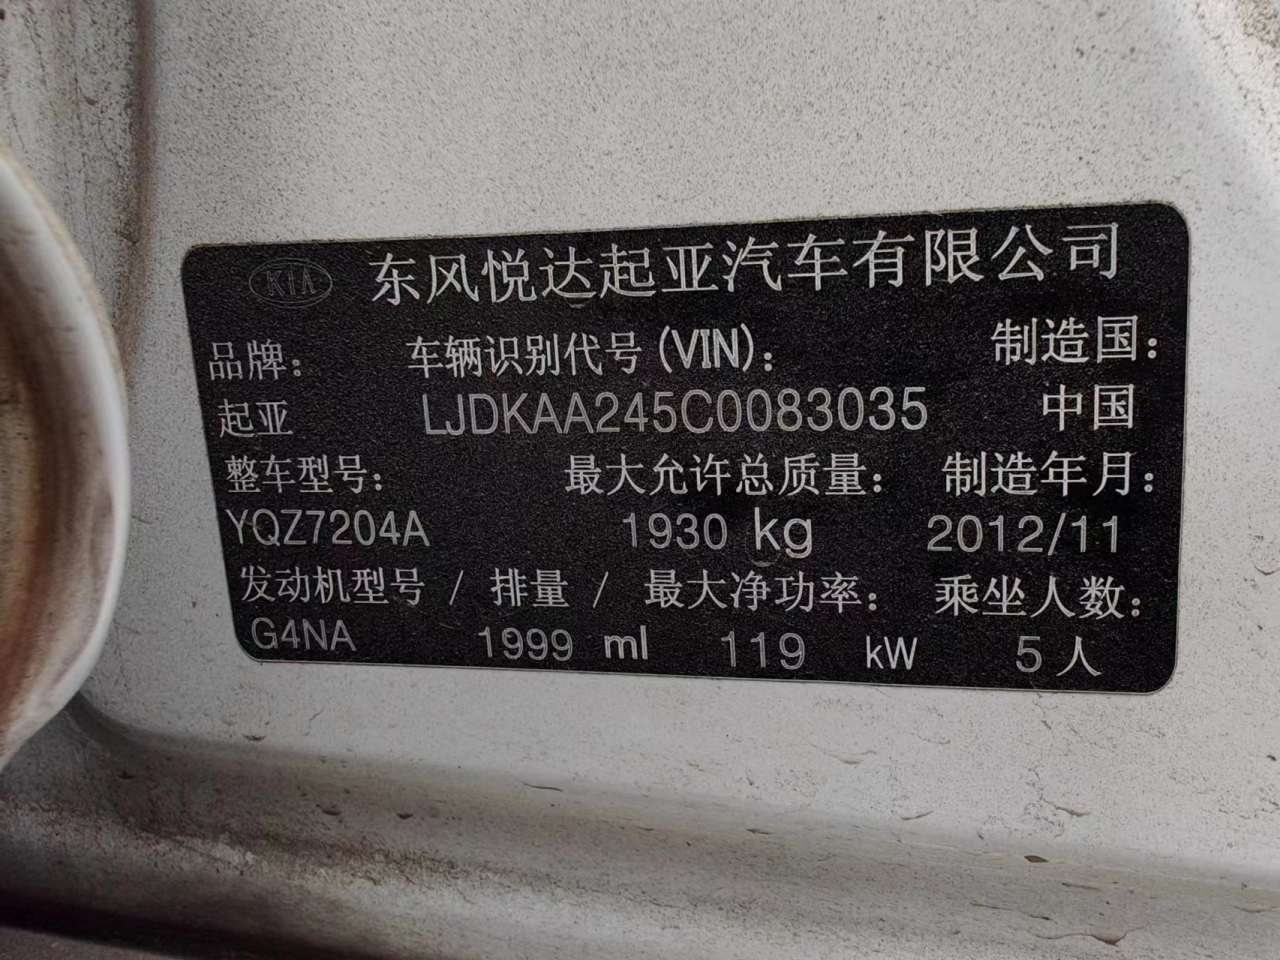 KIA 东风悦达起亚汽车有限公司
品牌: 车辆识别代号(VIN): 制造国:
起亚 LJDKAA245C0083035 中国
整车型号: 最大允许总质量: 制造年月:
YQZ7204A 1930 kg 2012/11
发动机型号 / 排量 / 最大净功率: 乘坐人数:
G4NA 1999 ml 119 kW 5人